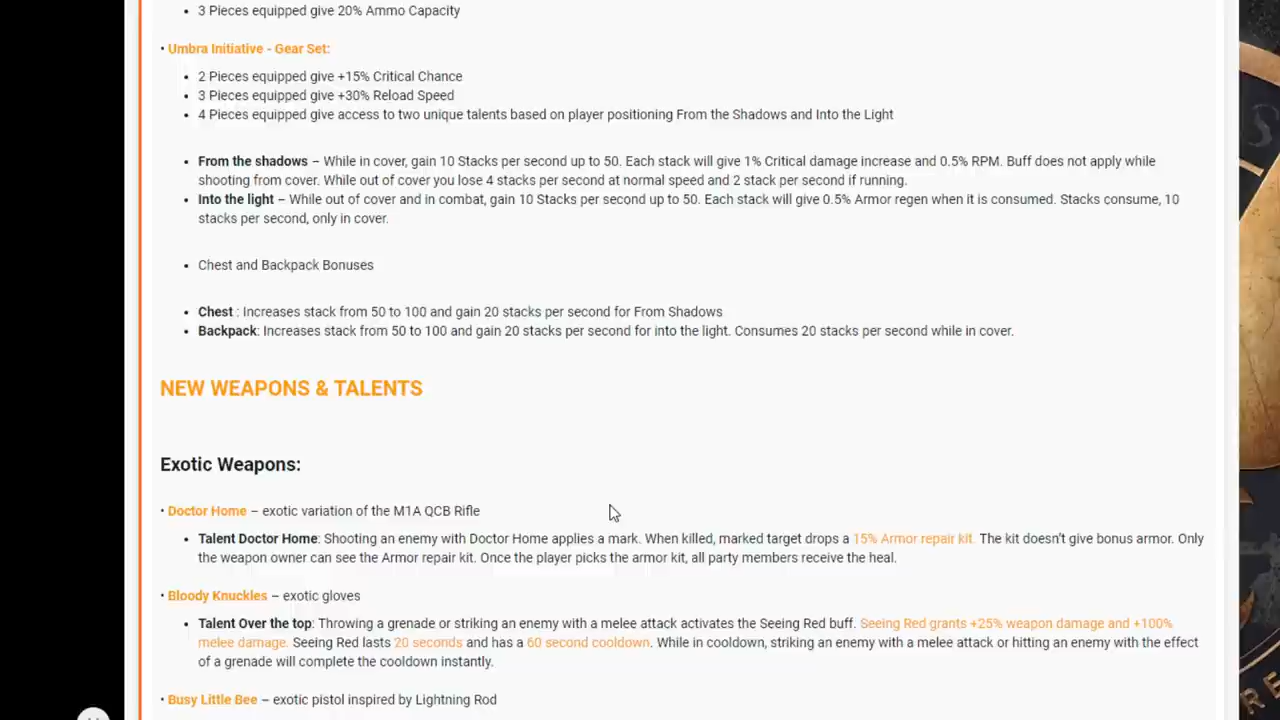 • 3 Pieces equipped give 20% Ammo Capacity
• Umbra Initiative - Gear Set:
• 2 Pieces equipped give +15% Critical Chance
• 3 Pieces equipped give +30% Reload Speed
• 4 Pieces equipped give access to two unique talents based on player positioning From the Shadows and Into the Light
• From the shadows – While in cover, gain 10 Stacks per second up to 50. Each stack will give 1% Critical damage increase and 0.5% RPM. Buff does not apply while
shooting from cover. While out of cover you lose 4 stacks per second at normal speed and 2 stack per second if running.
• Into the light – While out of cover and in combat, gain 10 Stacks per second up to 50. Each stack will give 0.5% Armor regen when it is consumed. Stacks consume, 10
stacks per second, only in cover.
• Chest and Backpack Bonuses
• Chest : Increases stack from 50 to 100 and gain 20 stacks per second for From Shadows
• Backpack: Increases stack from 50 to 100 and gain 20 stacks per second for into the light. Consumes 20 stacks per second while in cover.
NEW WEAPONS & TALENTS
Exotic Weapons:
• Doctor Home – exotic variation of the M1A QCB Rifle
• Talent Doctor Home: Shooting an enemy with Doctor Home applies a mark. When killed, marked target drops a 15% Armor repair kit. The kit doesn't give bonus armor. Only
the weapon owner can see the Armor repair kit. Once the player picks the armor kit, all party members receive the heal.
• Bloody Knuckles – exotic gloves
• Talent Over the top: Throwing a grenade or striking an enemy with a melee attack activates the Seeing Red buff. Seeing Red grants +25% weapon damage and +100%
melee damage. Seeing Red lasts 20 seconds and has a 60 second cooldown. While in cooldown, striking an enemy with a melee attack or hitting an enemy with the effect
of a grenade will complete the cooldown instantly.
• Busy Little Bee – exotic pistol inspired by Lightning Rod